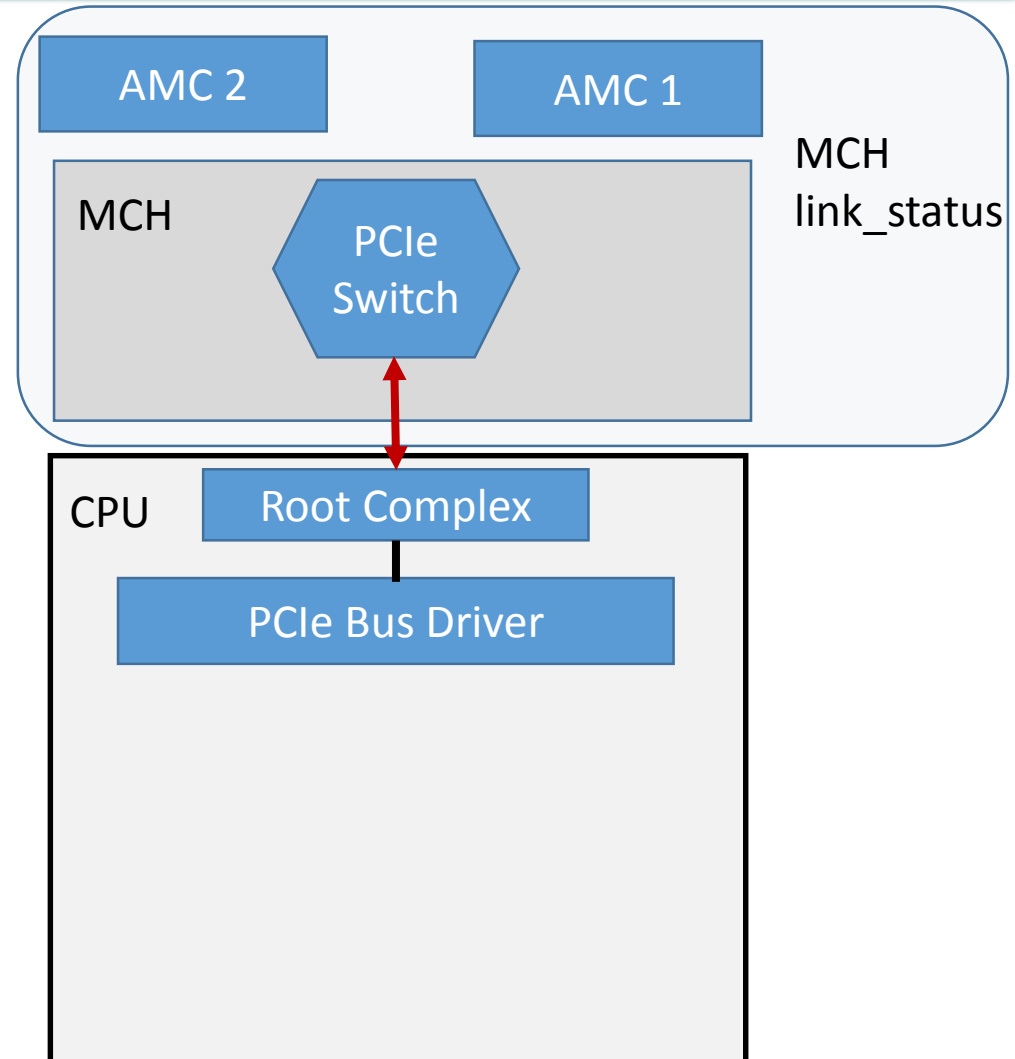 AMC 2
AMC 1
MCH
link_status
MCH
PCIe
Switch
CPU
Root Complex
PCIe Bus Driver